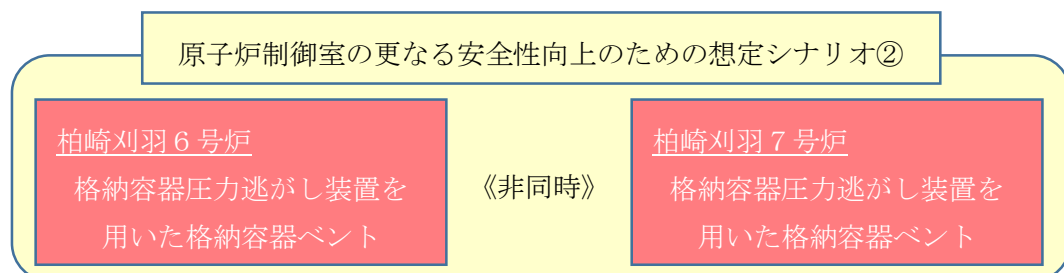 原子炉制御室の更なる安全性向上のための想定シナリオ②
柏崎刈羽６号炉
格納容器圧力逃がし装置を
用いた格納容器ベント
《非同時》
柏崎刈羽７号炉
格納容器圧力逃がし装置を
用いた格納容器ベント